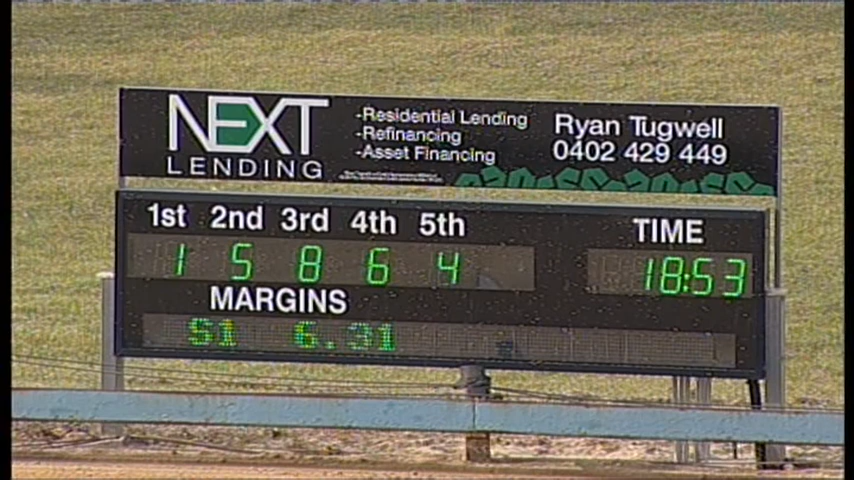 NEXT
LENDING
-Residential Lending
-Refinancing
-Asset Financing
Ryan Tugwell
0402 429 449
1st 2nd 3rd 4th 5th TIME
1 5 8 6 4 18:53
MARGINS
S1 6.31